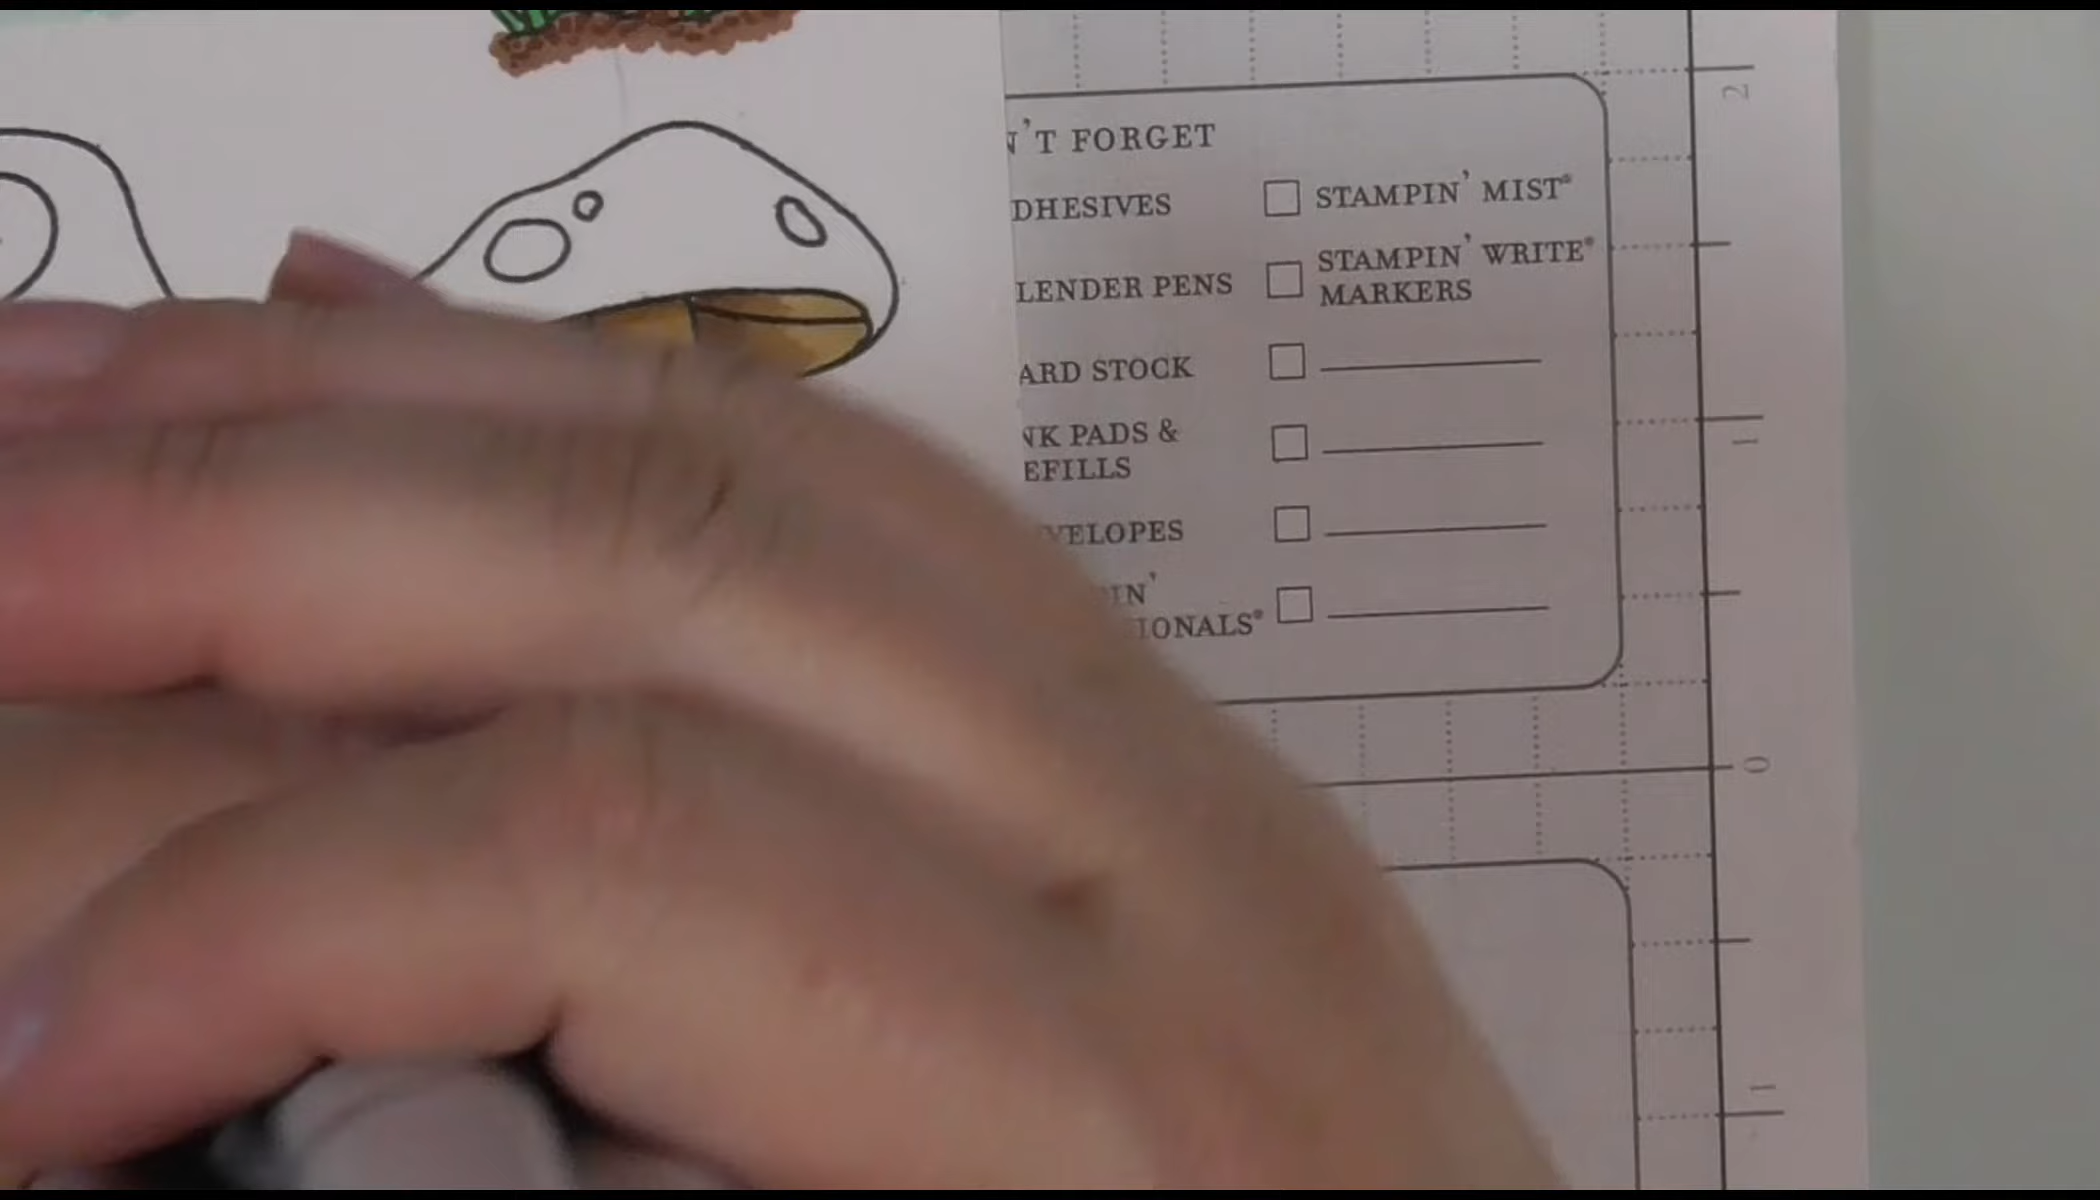 N'T FORGET
DHESIVES
LENDER PENS
ARD STOCK
NK PADS &
EFILLS
VELOPES
IN'
IONALS®
STAMPIN' MIST®
STAMPIN' WRITE®
MARKERS
2
1
0
1